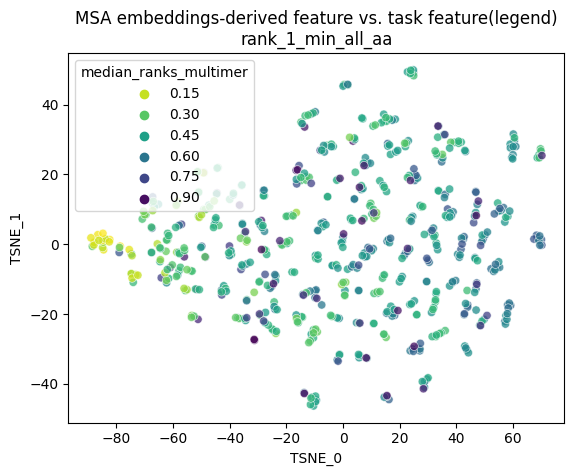 MSA embeddings-derived feature vs. task feature(legend)
rank_1_min_all_aa
median_ranks_multimer
0.15
0.30
0.45
0.60
0.75
0.90
40
20
0
−20
−40
TSNE_1
−80 −60 −40 −20 0 20 40 60
TSNE_0